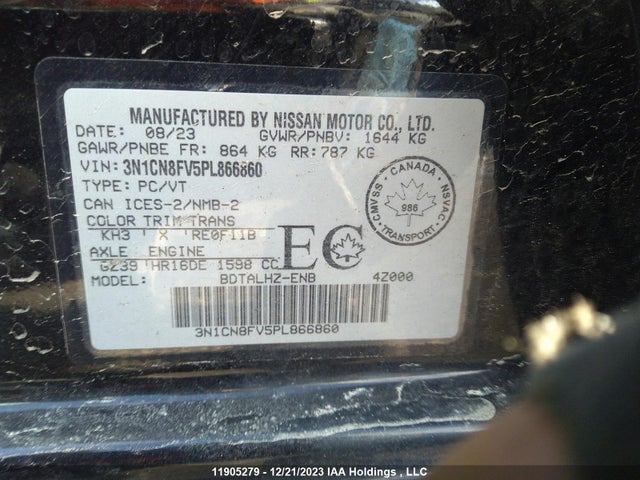 MANUFACTURED BY NISSAN MOTOR CO., LTD.
DATE: 08/23 GVWR/PNBV: 1644 KG
GAWR/PNBE FR: 864 KG RR:787 KG
VIN: 3N1CN8FV5PL866860
TYPE: PC/VT
CAN ICES-2/NMB-2
COLOR TRIM TRANS
KH3 ' X 'RE0F11B
AXLE ENGINE
GZ39 'HR16DE 1598 CC
MODEL: BDTALHZ-ENB 4Z000
EC
CMVSS - CANADA - NSVAC
986
TRANSPORT
3N1CN8FV5PL866860
11905279 - 12/21/2023 IAA Holdings , LLC